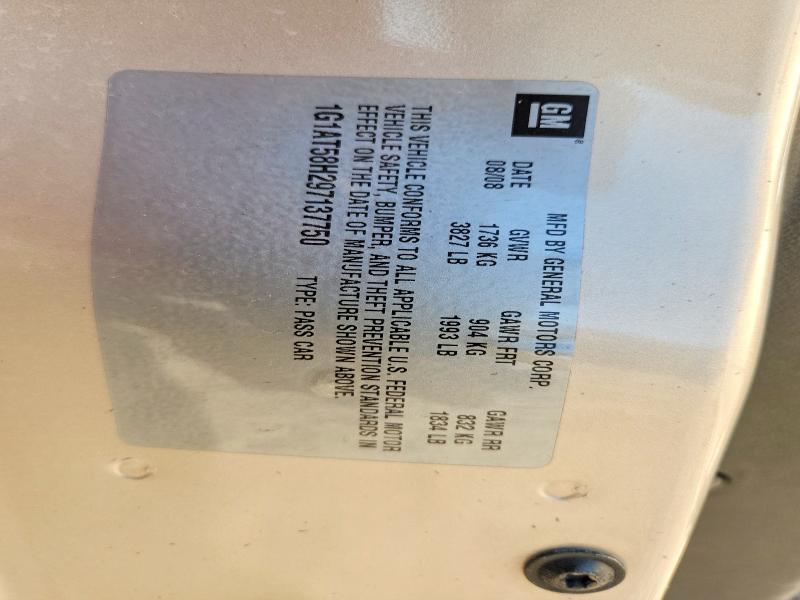 GM
®
MFD BY GENERAL MOTORS CORP.
DATE GVWR GAWR FRT GAWR RR
08/08 1736 KG 904 KG 832 KG
3827 LB 1993 LB 1834 LB
THIS VEHICLE CONFORMS TO ALL APPLICABLE U.S. FEDERAL MOTOR
VEHICLE SAFETY, BUMPER, AND THEFT PREVENTION STANDARDS IN
EFFECT ON THE DATE OF MANUFACTURE SHOWN ABOVE.
1G1AT58H297137750 TYPE: PASS CAR